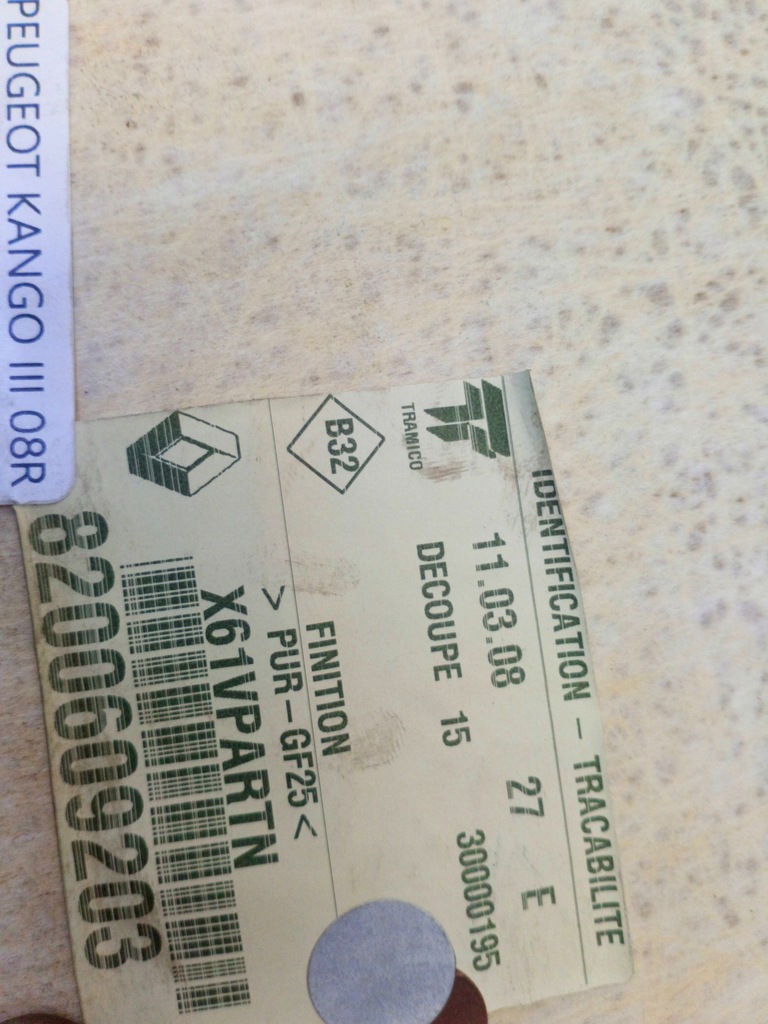 PEUGEOT KANGO III 08R
IDENTIFICATION - TRACABILITE
TRAMICO
11.03.08 27 E
DECOUPE 15 30000195
B32
FINITION
> PUR-GF25 <
X61VPARTN
8200609203